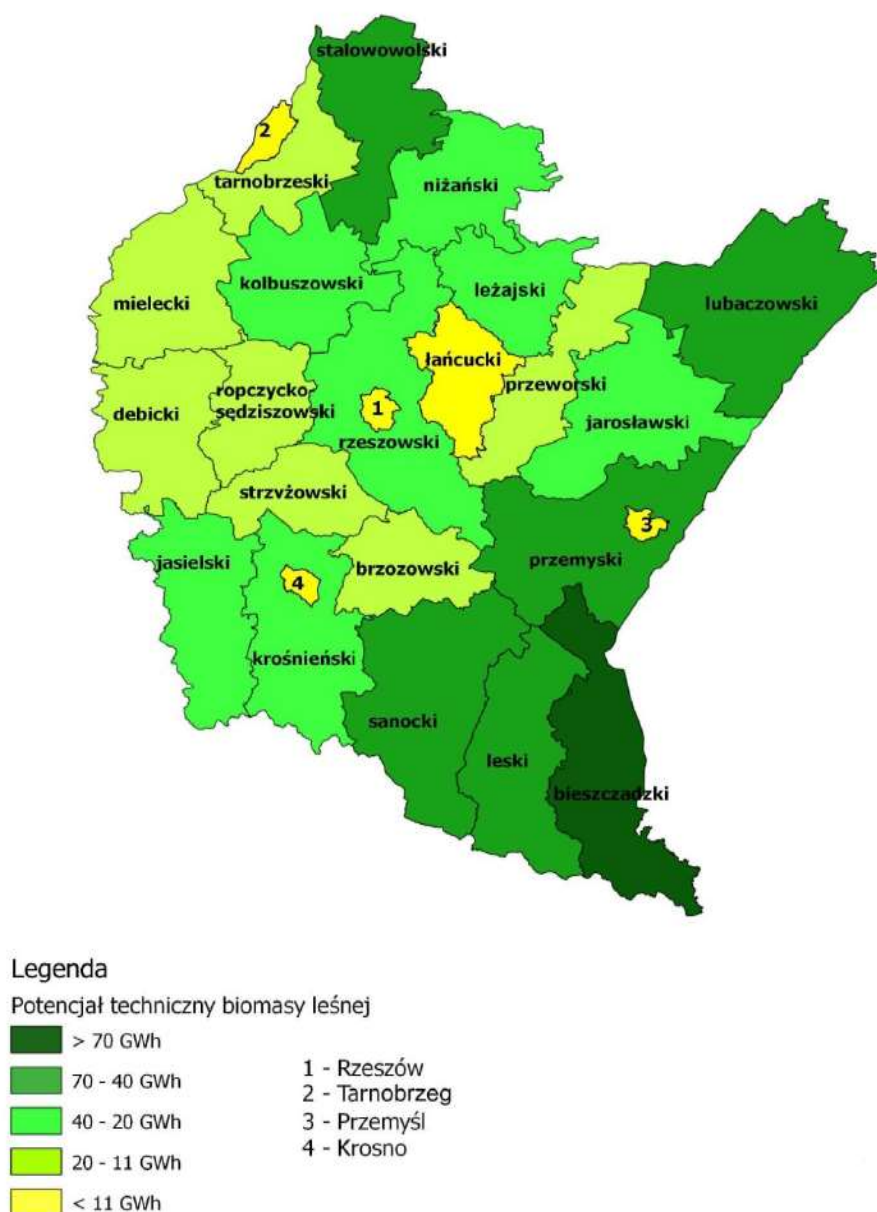 stalowowolski
2
tarnobrzeski
niżański
kolbuszowski
leżajski
lubaczowski
mielecki
łańcucki
ropczycko-
sędziszowski
przeworski
debicki
1
jarosławski
rzeszowski
strzyżowski
3
przemyski
jasielski
brzozowski
4
krośnieński
sanocki
leski
bieszczadzki
Legenda
Potencjał techniczny biomasy leśnej
> 70 GWh
70 - 40 GWh
40 - 20 GWh
20 - 11 GWh
< 11 GWh
1 - Rzeszów
2 - Tarnobrzeg
3 - Przemyśl
4 - Krosno